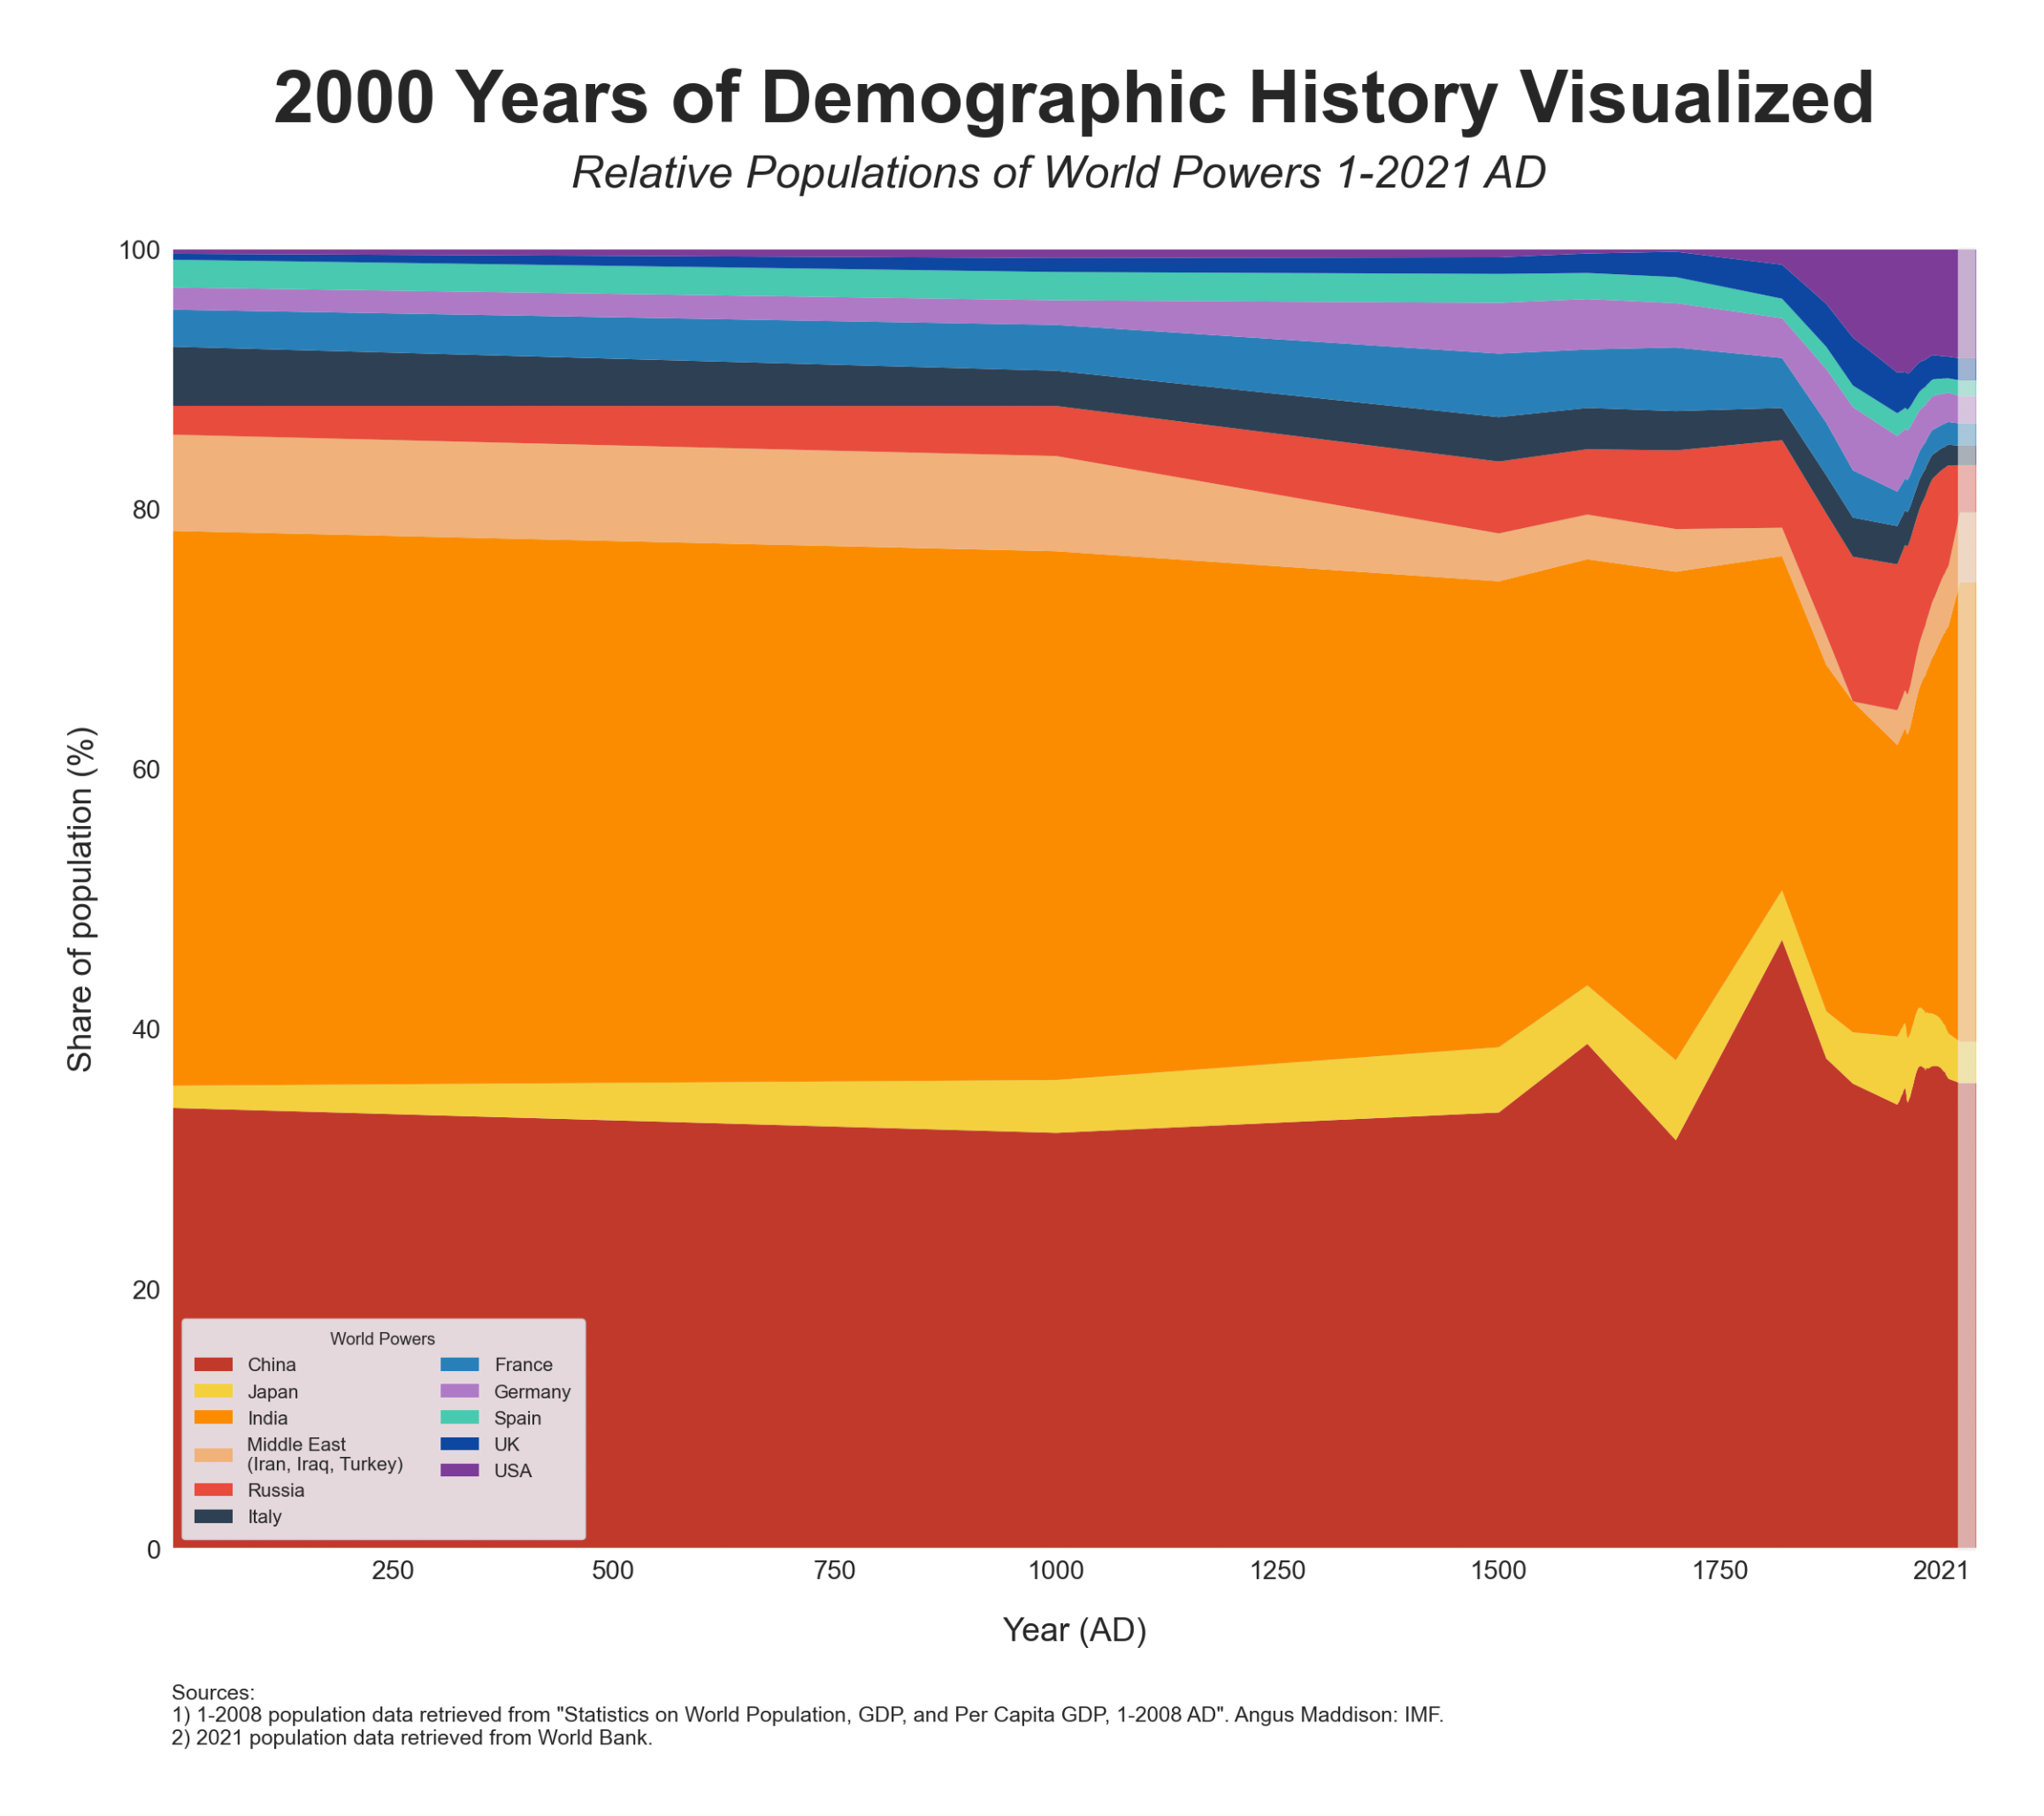 2000 Years of Demographic History Visualized
Relative Populations of World Powers 1-2021 AD
100
80
60
40
20
0
Share of population (%)
World Powers
China
Japan
India
Middle East
(Iran, Iraq, Turkey)
Russia
Italy
France
Germany
Spain
UK
USA
250 500 750 1000 1250 1500 1750 2021
Year (AD)
Sources:
1) 1-2008 population data retrieved from "Statistics on World Population, GDP, and Per Capita GDP, 1-2008 AD". Angus Maddison: IMF.
2) 2021 population data retrieved from World Bank.